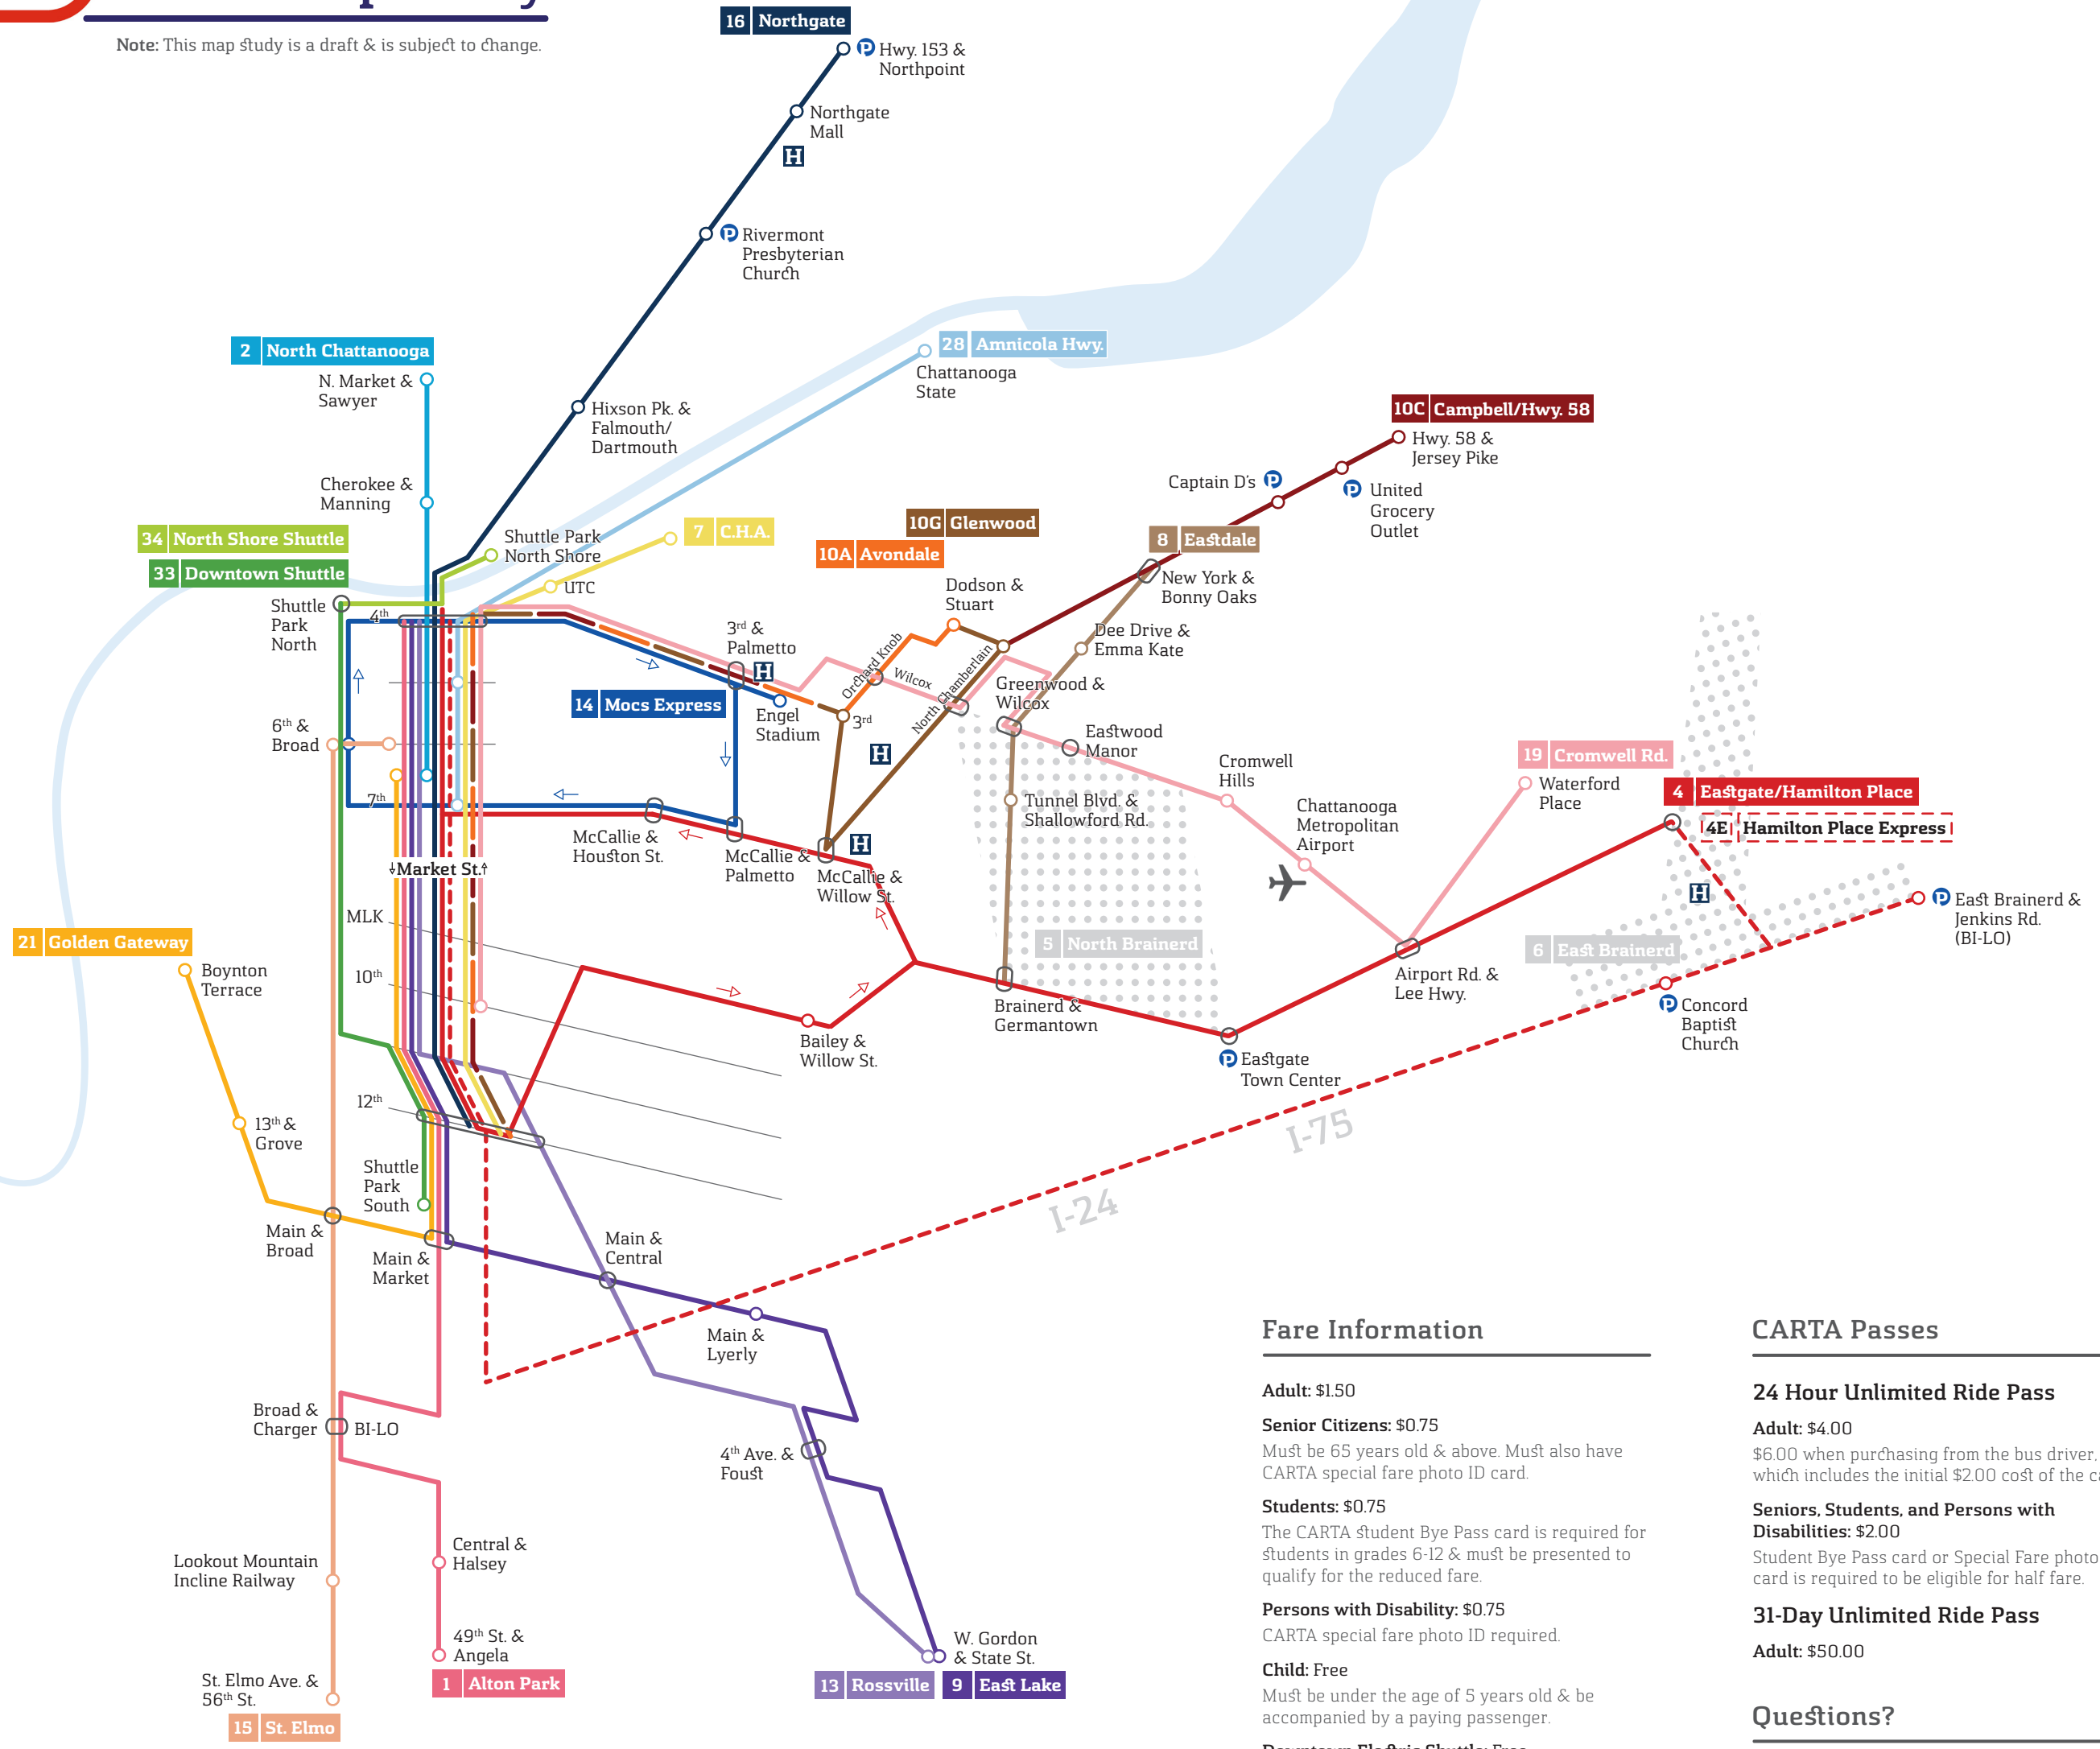 Note: This map study is a draft & is subject to change.
16 Northgate
Hwy. 153 &
Northpoint
Northgate
Mall
H
Rivermont
Presbyterian
Church
2 North Chattanooga
N. Market &
Sawyer
28 Amnicola Hwy.
Chattanooga
State
Hixson Pk. &
Falmouth/
Dartmouth
10C Campbell/Hwy. 58
Hwy. 58 &
Jersey Pike
Cherokee &
Manning
Captain D's P
P United
Grocery
Outlet
34 North Shore Shuttle
33 Downtown Shuttle
Shuttle Park
North Shore
7 C.H.A.
UTC
10G Glenwood
10A Avondale
8 Eastdale
Dodson &
Stuart
New York &
Bonny Oaks
Shuttle
Park
North
4th
3rd &
Palmetto
H
Orchard Knob
Wilcox
North Chamberlain
Dee Drive &
Emma Kate
Greenwood &
Wilcox
14 Mocs Express
Engel
Stadium
3rd
H
6th &
Broad
Eastwood
Manor
Cromwell
Hills
19 Cromwell Rd.
Waterford
Place
7th
Tunnel Blvd. &
Shallowford Rd.
Chattanooga
Metropolitan
Airport
4 Eastgate/Hamilton Place
4E Hamilton Place Express
McCallie &
Houston St.
McCallie &
Palmetto
H
McCallie &
Willow St.
Market St.
MLK
H
P East Brainerd &
Jenkins Rd.
(BI-LO)
21 Golden Gateway
Boynton
Terrace
10th
5 North Brainerd
6 East Brainerd
Airport Rd. &
Lee Hwy.
Brainerd &
Germantown
P Concord
Baptist
Church
Bailey &
Willow St.
P Eastgate
Town Center
12th
13th &
Grove
I-75
I-24
Shuttle
Park
South
Main &
Broad
Main &
Market
Main &
Central
Main &
Lyerly
Broad &
Charger
BI-LO
4th Ave. &
Foust
Central &
Halsey
Lookout Mountain
Incline Railway
49th St. &
Angela
1 Alton Park
W. Gordon
& State St.
13 Rossville
9 East Lake
St. Elmo Ave. &
56th St.
15 St. Elmo
Fare Information
Adult: $1.50
Senior Citizens: $0.75
Must be 65 years old & above. Must also have
CARTA special fare photo ID card.
Students: $0.75
The CARTA student Bye Pass card is required for
students in grades 6-12 & must be presented to
qualify for the reduced fare.
Persons with Disability: $0.75
CARTA special fare photo ID required.
Child: Free
Must be under the age of 5 years old & be
accompanied by a paying passenger.
CARTA Passes
24 Hour Unlimited Ride Pass
Adult: $4.00
$6.00 when purchasing from the bus driver,
which includes the initial $2.00 cost of the
Seniors, Students, and Persons with
Disabilities: $2.00
Student Bye Pass card or Special Fare photo
card is required to be eligible for half fare.
31-Day Unlimited Ride Pass
Adult: $50.00
Questions?